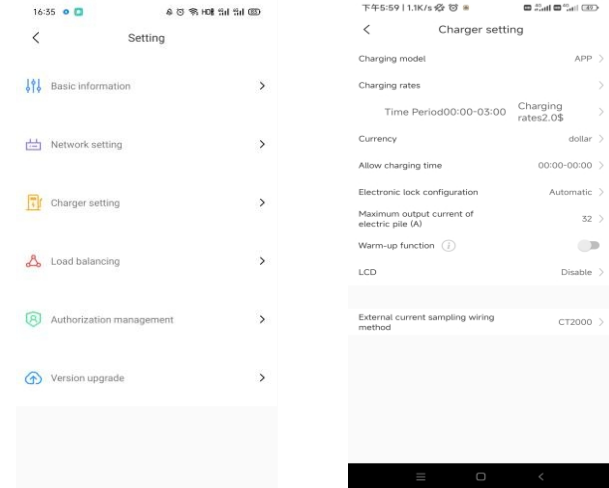 16:35
Setting
Basic information
Network setting
Charger setting
Load balancing
Authorization management
Version upgrade
下午5:59 | 1.1K/s
Charger setting
Charging model APP
Charging rates
Time Period00:00-03:00 Charging
rates2.0$
Currency dollar
Allow charging time 00:00-00:00
Electronic lock configuration Automatic
Maximum output current of
electric pile (A) 32
Warm-up function
LCD Disable
External current sampling wiring
method CT2000